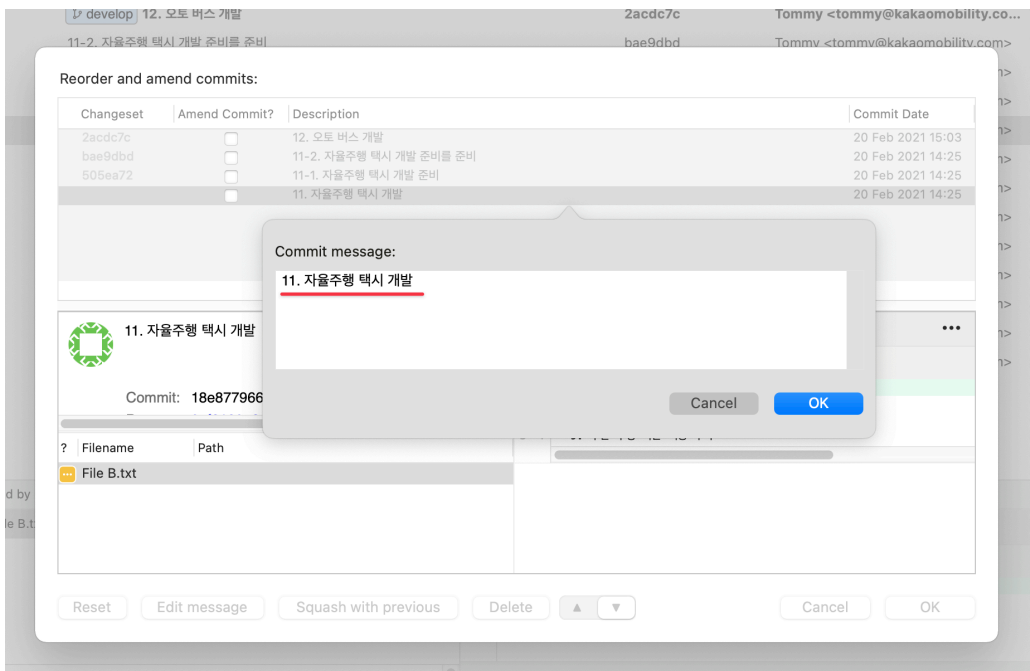 develop 12. 오토 버스 개발 2acdc7c Tommy <tommy@kakaomobility.co...
11-2. 자율주행 택시 개발 준비를 준비 bae9dbd Tommy <tommy@kakaomobility.com>
Reorder and amend commits:
Changeset Amend Commit? Description Commit Date
2acdc7c 12. 오토 버스 개발 20 Feb 2021 15:03
bae9dbd 11-2. 자율주행 택시 개발 준비를 준비 20 Feb 2021 14:25
505ea72 11-1. 자율주행 택시 개발 준비 20 Feb 2021 14:25
11. 자율주행 택시 개발 20 Feb 2021 14:25
Commit message:
11. 자율주행 택시 개발
Cancel OK
11. 자율주행 택시 개발
Commit: 18e877966
? Filename Path
File B.txt
d by
le B.t
Reset Edit message Squash with previous Delete ▲ ▼ Cancel OK